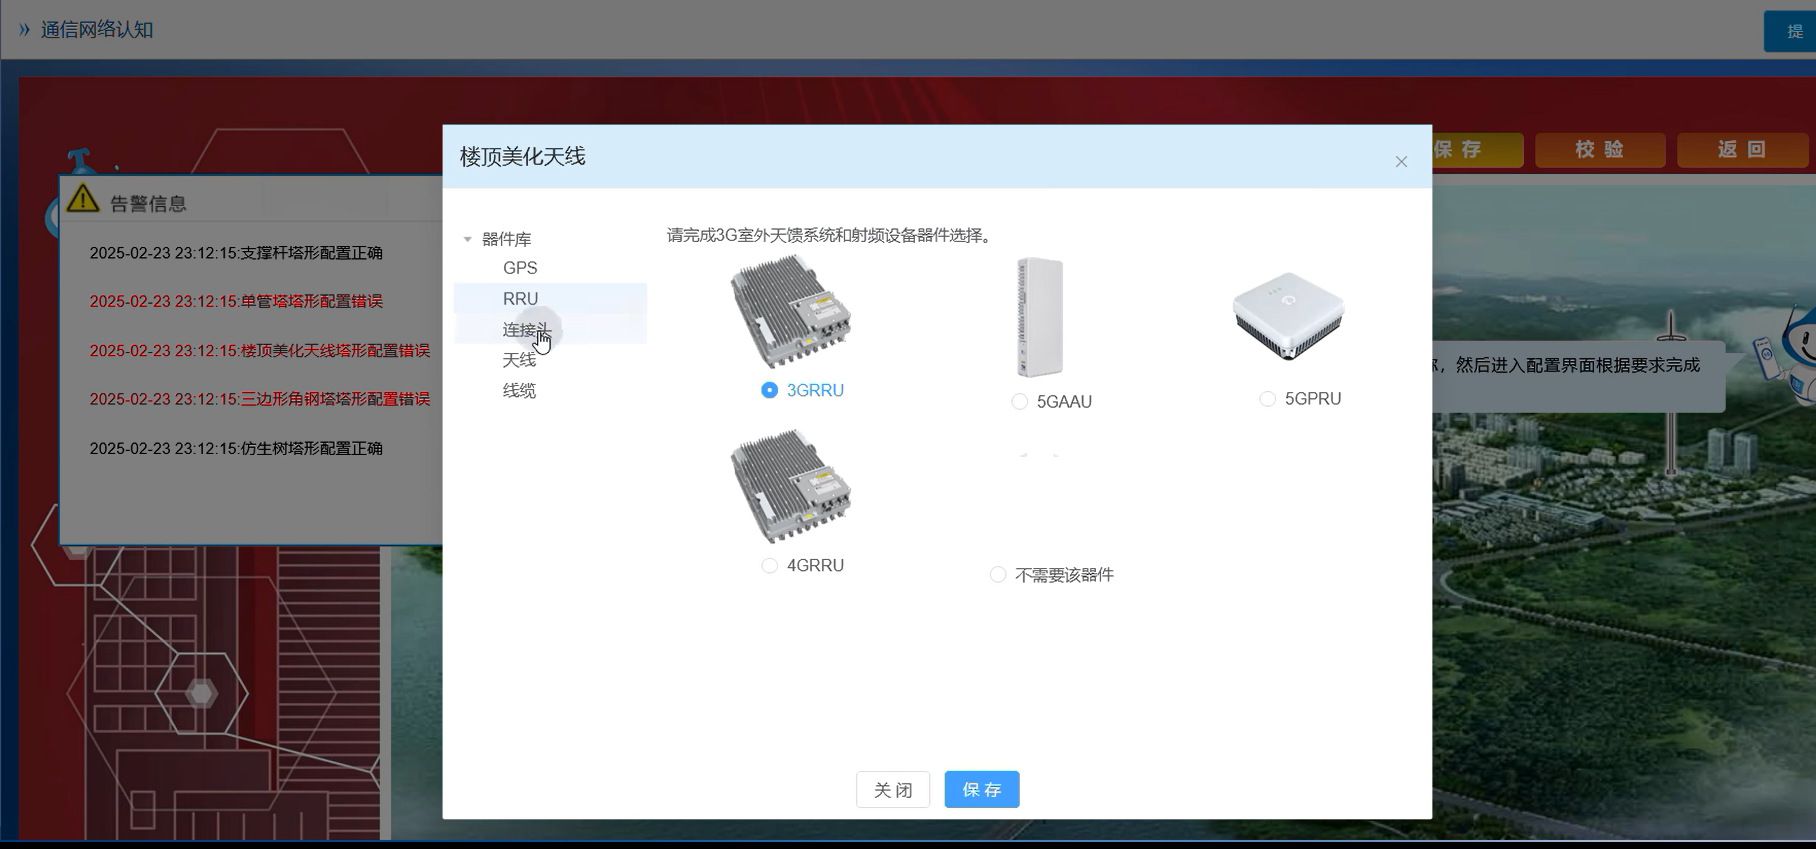 通信网络认知
提
保 存
校 验
返 回
告警信息
2025-02-23 23:12:15:支撑杆塔形配置正确
2025-02-23 23:12:15:单管塔塔形配置错误
2025-02-23 23:12:15:楼顶美化天线塔形配置错误
2025-02-23 23:12:15:三边形角钢塔塔形配置错误
2025-02-23 23:12:15:仿生树塔形配置正确
楼顶美化天线
器件库
GPS
RRU
连接头
天线
线缆
请完成3G室外天馈系统和射频设备器件选择。
3GRRU
5GAAU
5GPRU
4GRRU
不需要该器件
，然后进入配置界面根据要求完成
关 闭
保 存